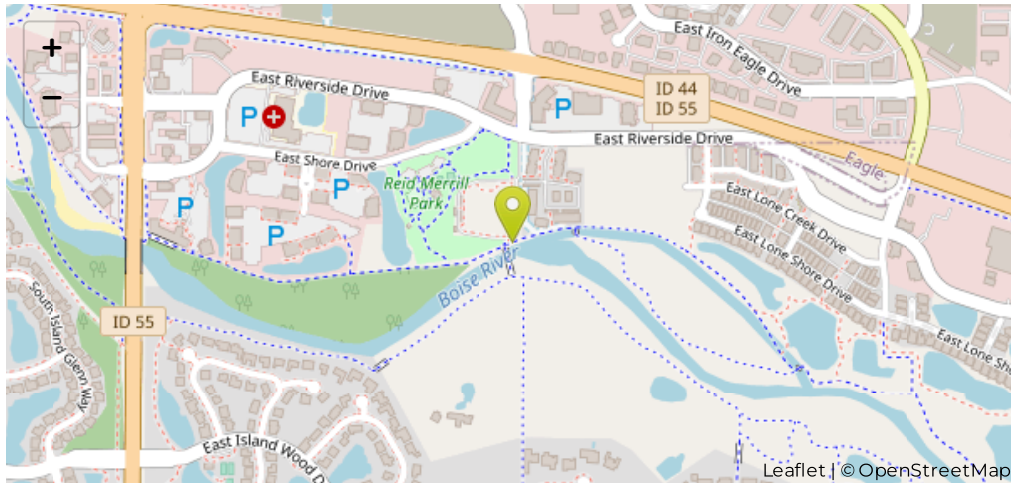 +
East Iron Eagle Drive
−
East Riverside Drive
ID 44
ID 55
P
P
East Riverside Drive
East Shore Drive
Eagle
Reid Merrill
Park
P
P
East Lone Creek Drive
P
East Lone Shore Drive
Boise River
South Island Glenn Way
ID 55
East Lone Sho
East Island Wood D
Leaflet | © OpenStreetMap